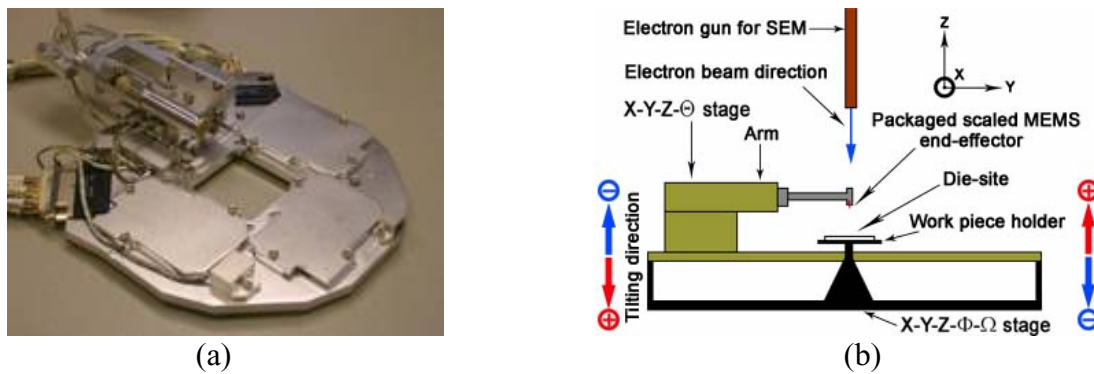 Electron gun for SEM
Electron beam direction
X-Y-Z-Θ stage
Arm
Z
X
Y
Packaged scaled MEMS
end-effector
Die-site
Work piece holder
Tilting direction
X-Y-Z-Φ-Ω stage
(a)
(b)